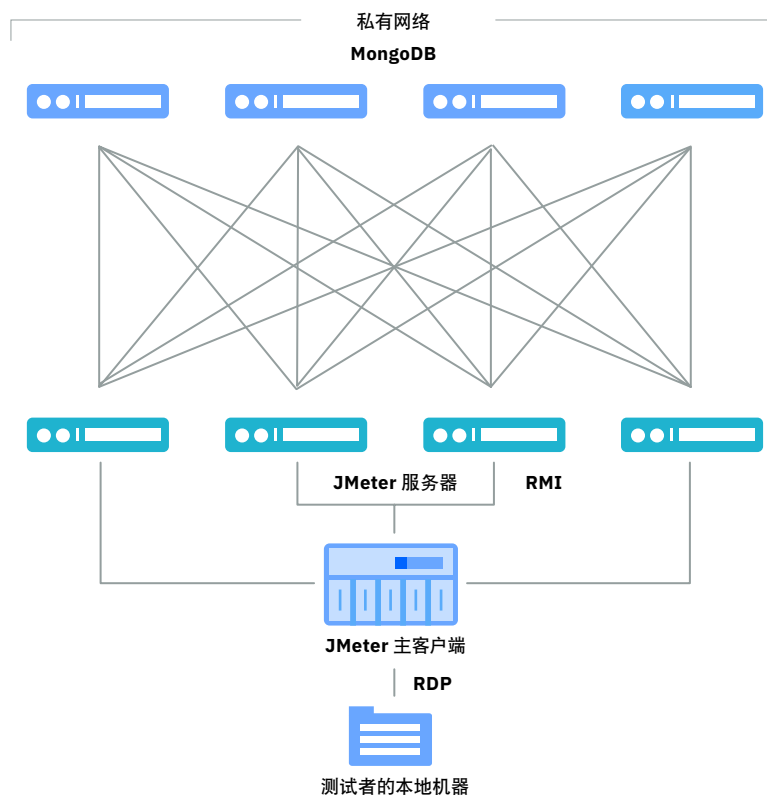 私有网络
MongoDB
JMeter 服务器
RMI
JMeter 主客户端
RDP
测试者的本地机器